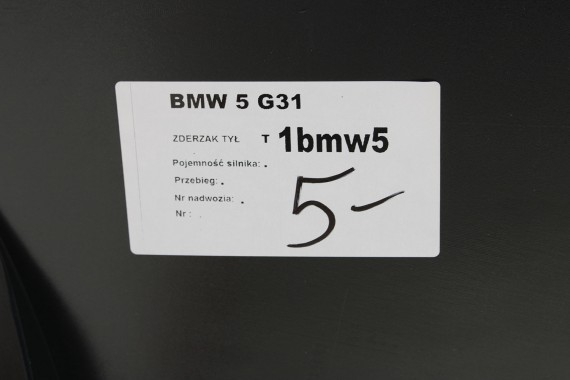 BMW 5 G31
ZDERZAK TYŁ T 1bmw5
Pojemność silnika: .
Przebieg: .
Nr nadwozia: .
Nr : .
5-